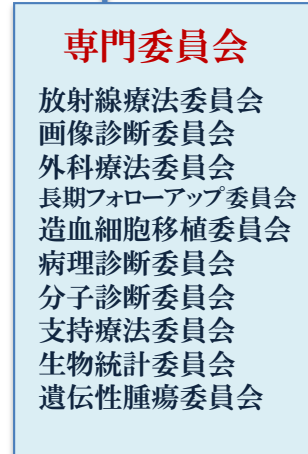 専門委員会
放射線療法委員会
画像診断委員会
外科療法委員会
長期フォローアップ委員会
造血細胞移植委員会
病理診断委員会
分子診断委員会
支持療法委員会
生物統計委員会
遺伝性腫瘍委員会